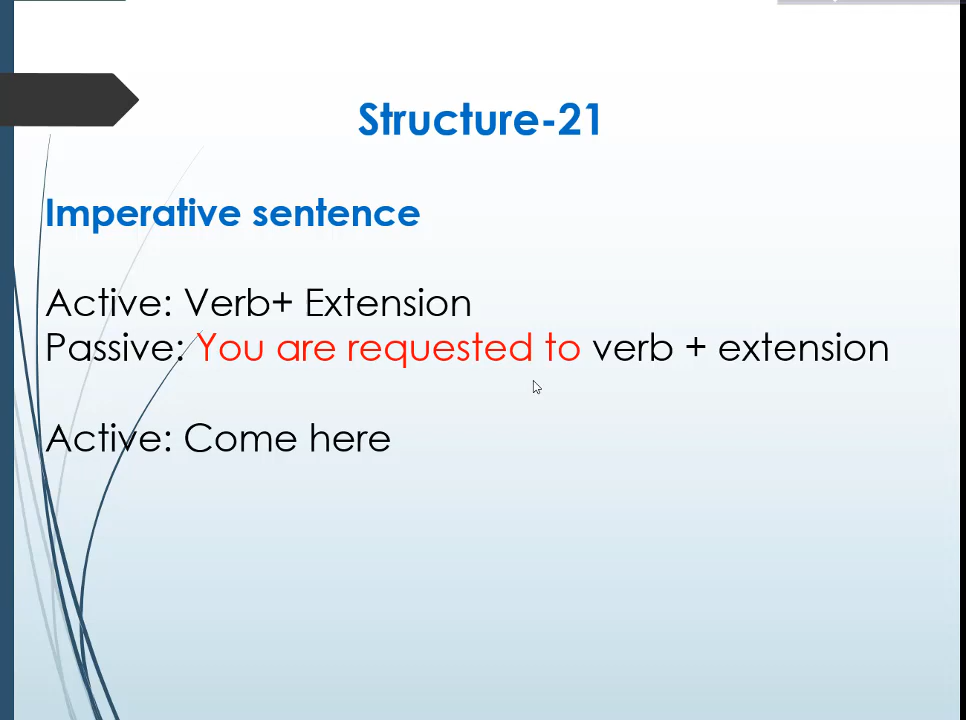 Structure-21
Imperative sentence
Active: Verb+ Extension
Passive: You are requested to verb + extension
Active: Come here